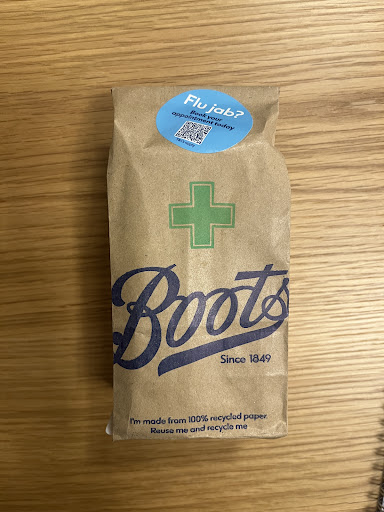 Flu jab?
Book your
appointment today
Boots
Since 1849
I'm made from 100% recycled paper
Reuse me and recycle me